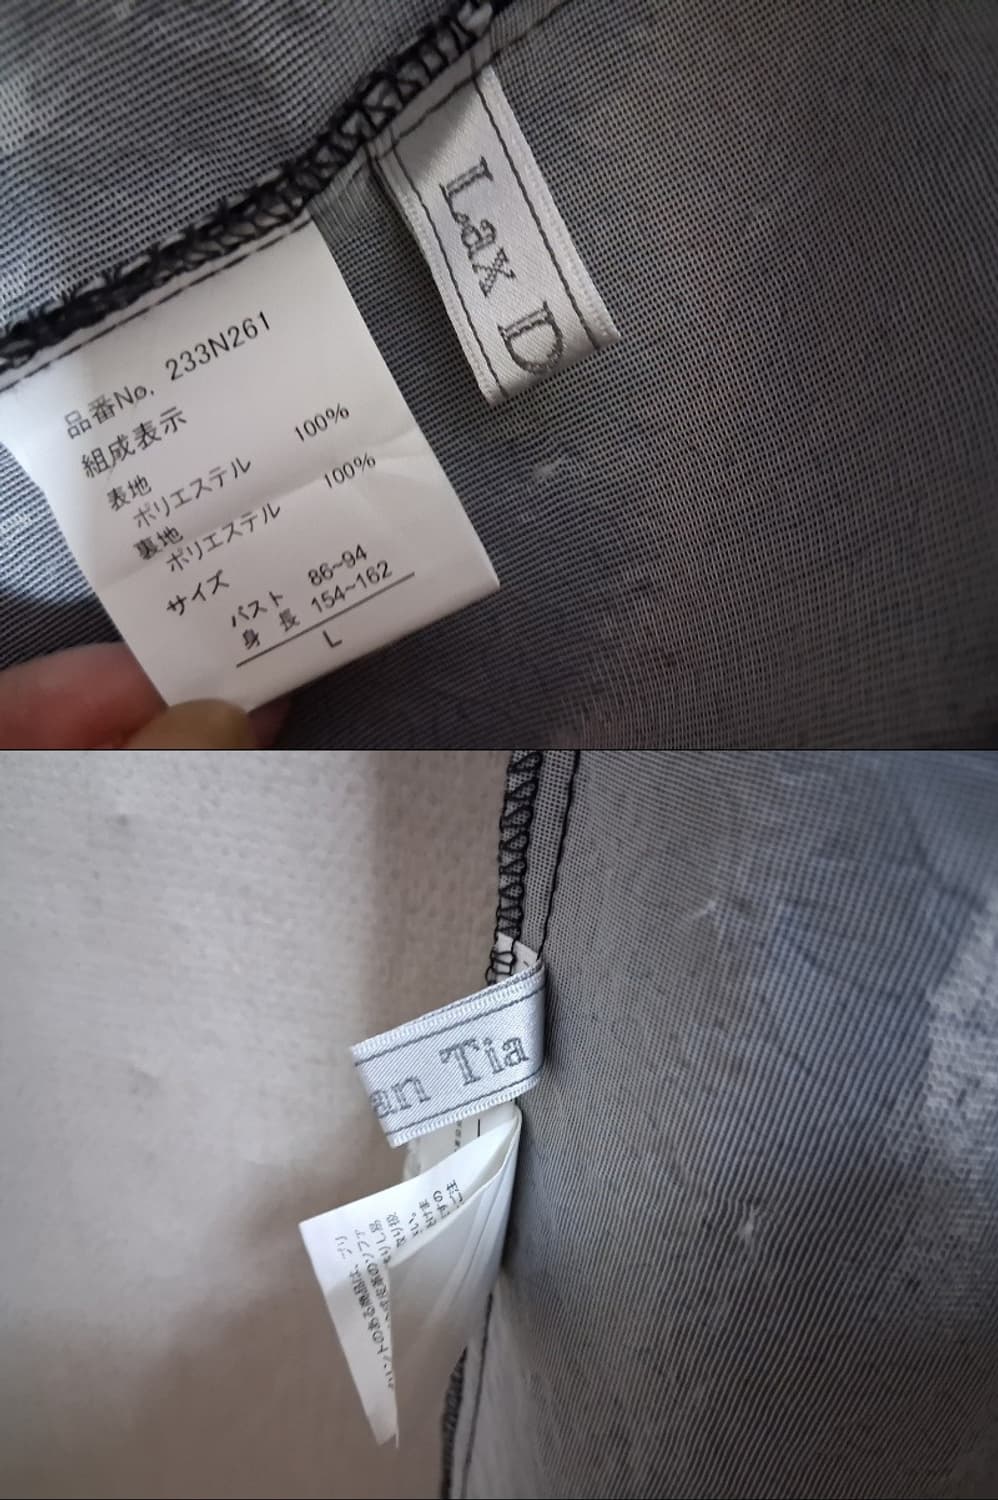 品番No. 233N261
組成表示
表地
ポリエステル 100%
裏地
ポリエステル 100%
サイズ
バスト 86~94
身 長 154~162
L
Lax D
an Tia